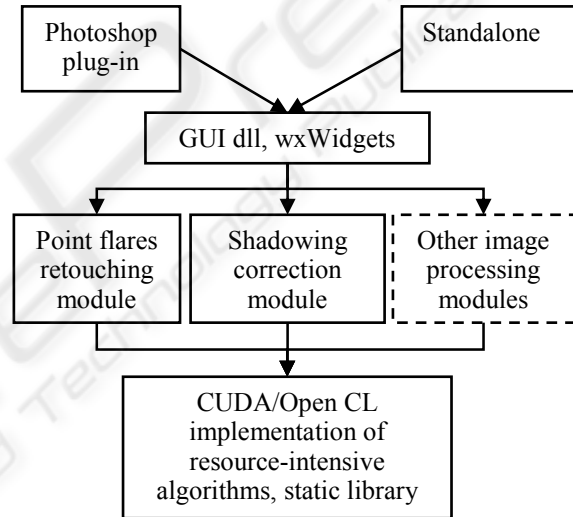 Photoshop
plug-in
Standalone
GUI dll, wxWidgets
Point flares
retouching
module
Shadowing
correction
module
Other image
processing
modules
CUDA/Open CL
implementation of
resource-intensive
algorithms, static library